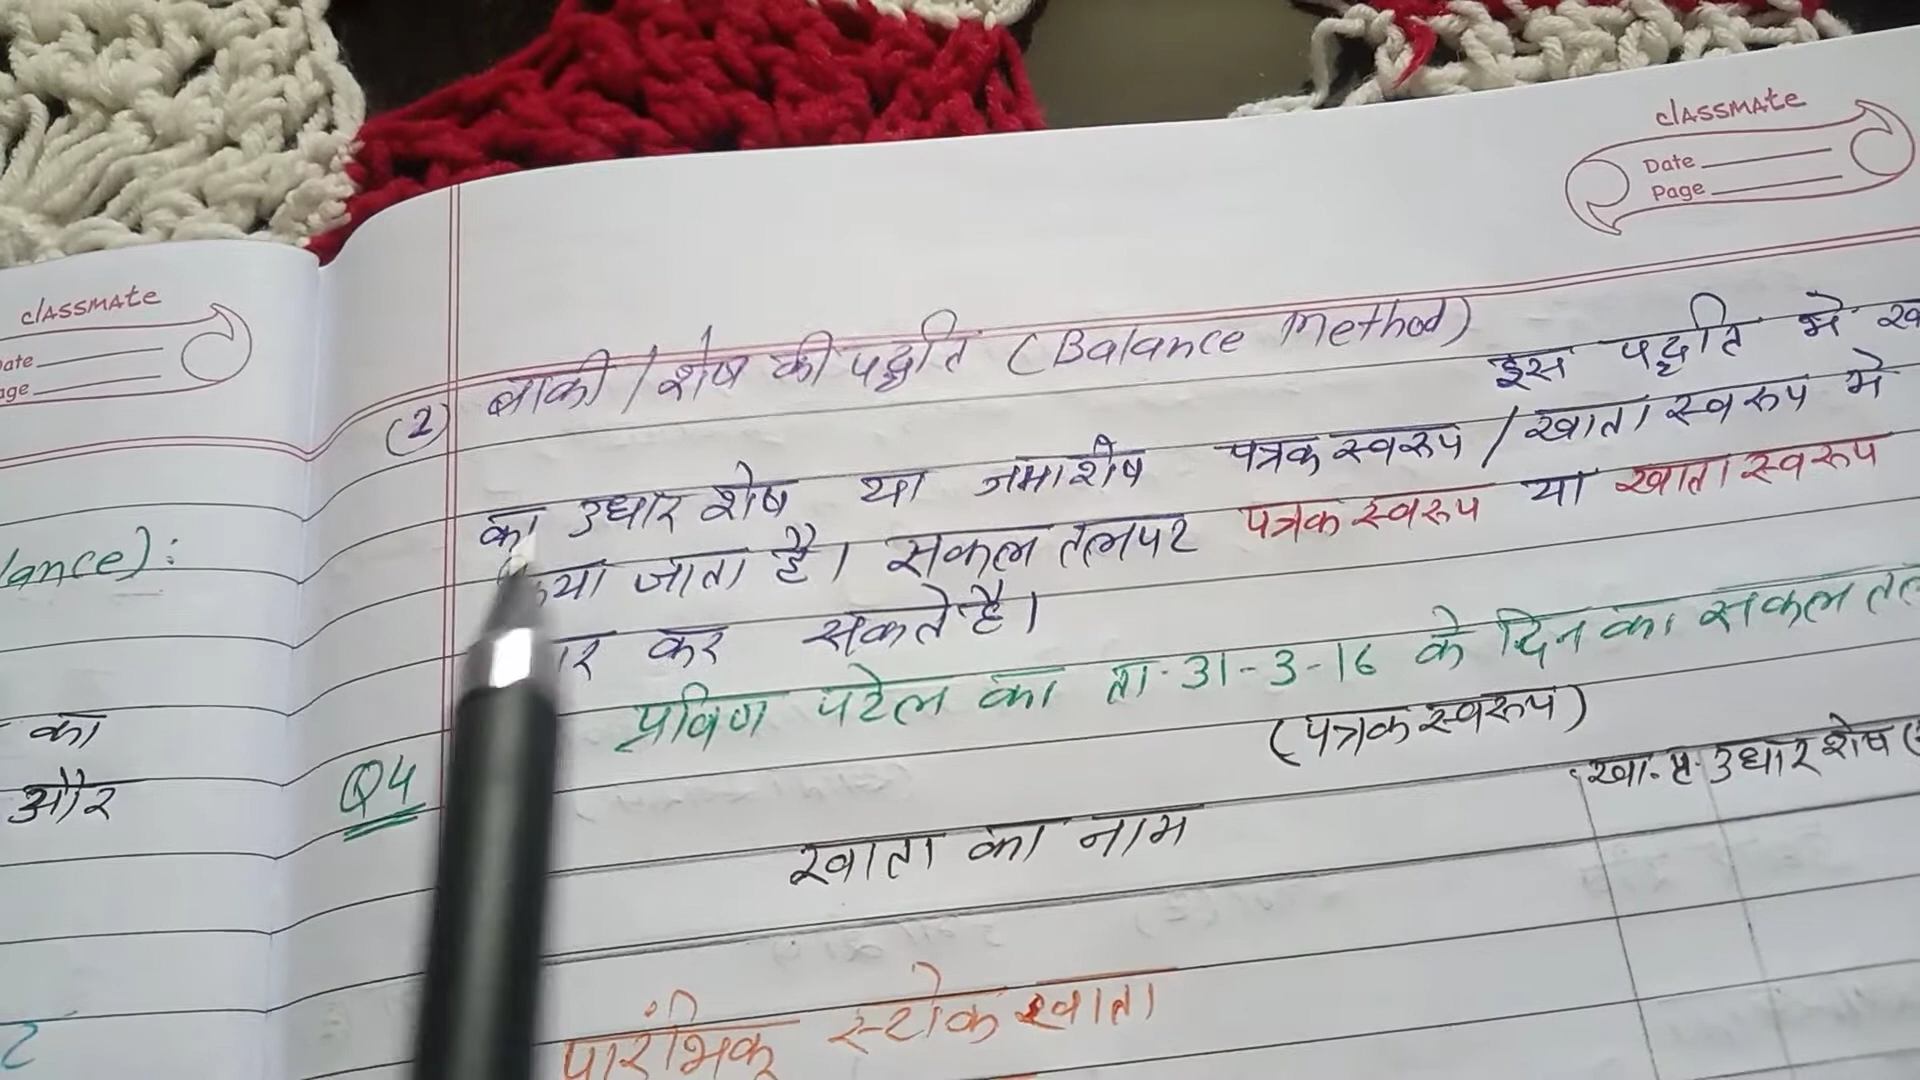 classmate
Date
Page
classmate
ate
age
(2) बाकी / शेष की पद्धति (Balance Method)
इस पद्धति मे
का उधार शेष या जमाशेष पत्रक स्वरूप / खाता स्वरूप मे
या जाता है। सकल तलपट पत्रक स्वरूप या खाता स्वरूप
ार कर सकते है।
Q4 प्रविण पटेल का ता. 31-3-16 के दिन का सकल
(पत्रक स्वरूप)
खाता का नाम
उधार शेष
प्रारंभिक स्टोक खाता
lance):
का
और